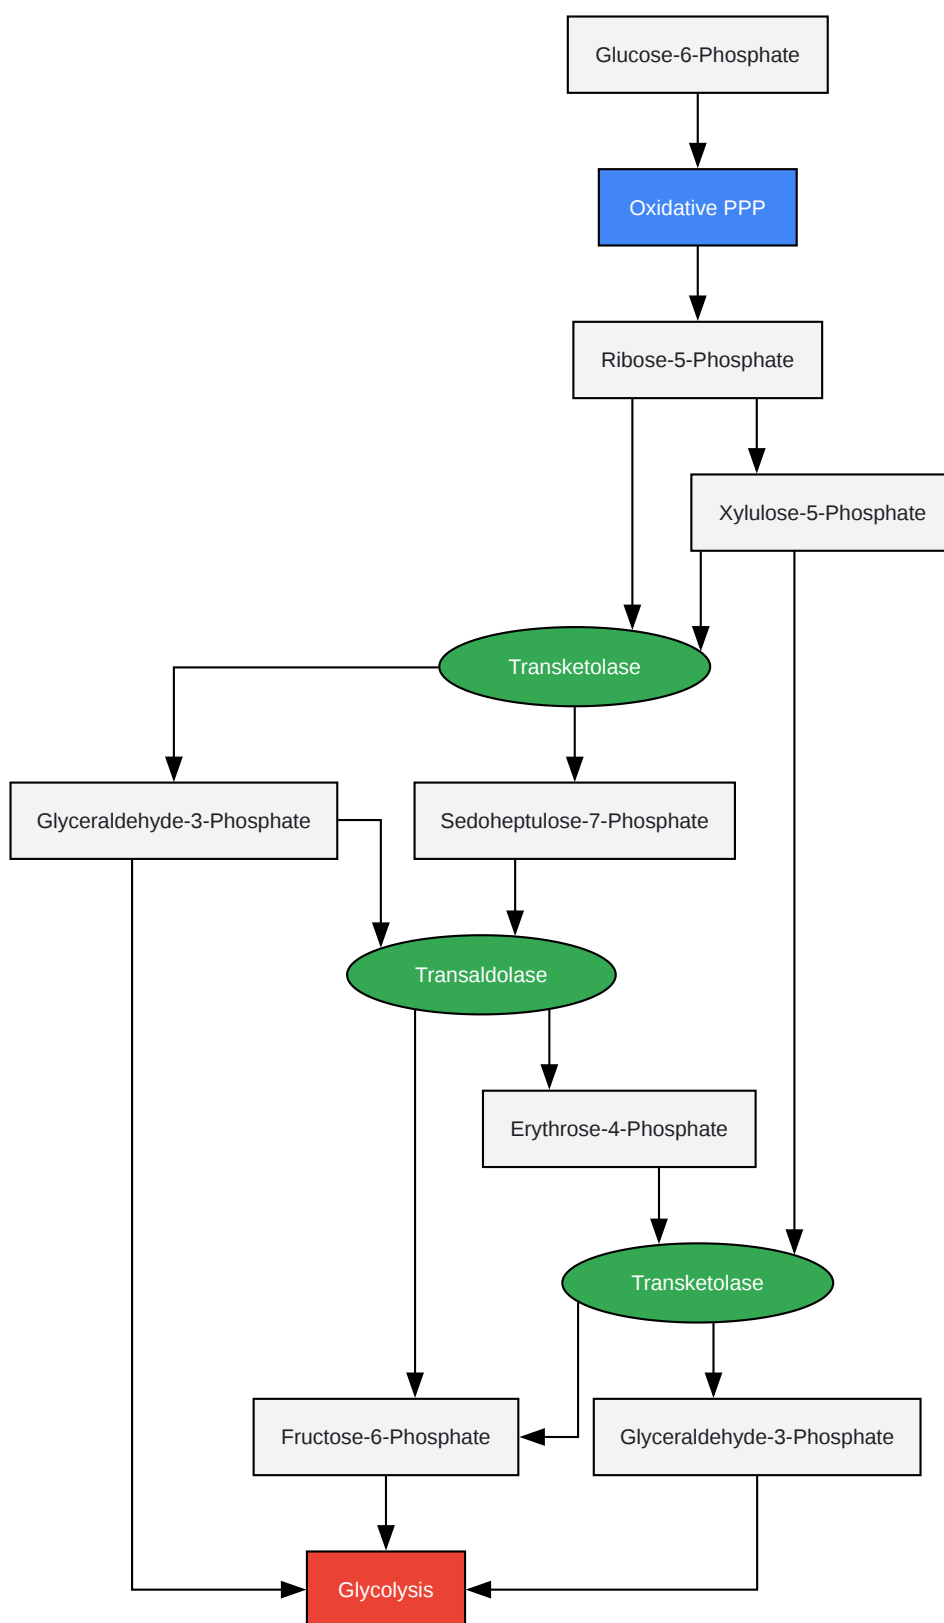 Glucose-6-Phosphate
Oxidative PPP
Ribose-5-Phosphate
Xylulose-5-Phosphate
Transketolase
Glyceraldehyde-3-Phosphate
Sedoheptulose-7-Phosphate
Transaldolase
Erythrose-4-Phosphate
Transketolase
Fructose-6-Phosphate
Glyceraldehyde-3-Phosphate
Glycolysis